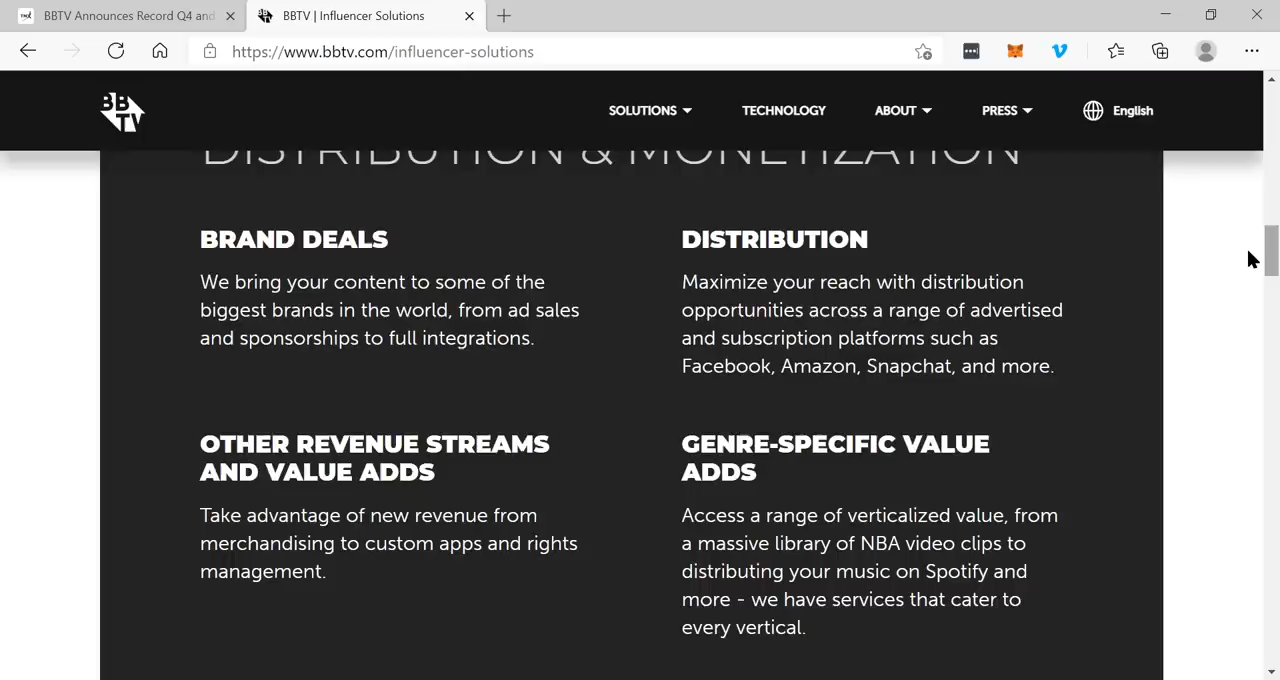 BBTV Announces Record Q4 and
BBTV | Influencer Solutions
https://www.bbtv.com/influencer-solutions
BB
TV
SOLUTIONS
TECHNOLOGY
ABOUT
PRESS
English
DISTRIBUTION & MONETIZATION
BRAND DEALS
We bring your content to some of the
biggest brands in the world, from ad sales
and sponsorships to full integrations.
DISTRIBUTION
Maximize your reach with distribution
opportunities across a range of advertised
and subscription platforms such as
Facebook, Amazon, Snapchat, and more.
OTHER REVENUE STREAMS
AND VALUE ADDS
Take advantage of new revenue from
merchandising to custom apps and rights
management.
GENRE-SPECIFIC VALUE
ADDS
Access a range of verticalized value, from
a massive library of NBA video clips to
distributing your music on Spotify and
more - we have services that cater to
every vertical.